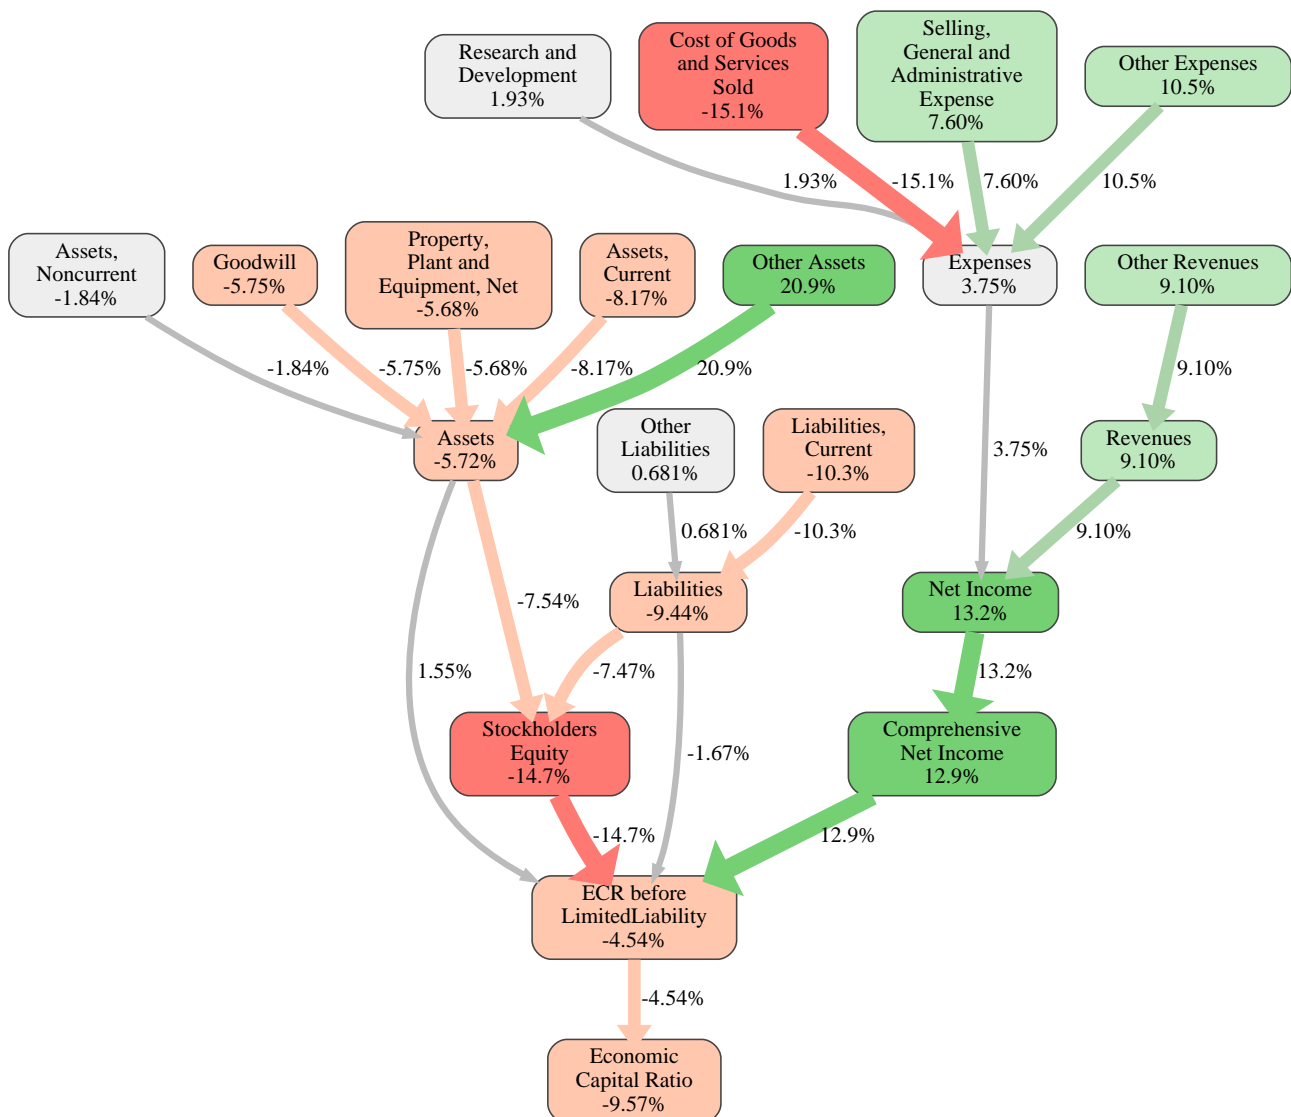 Research and
Development
1.93%
Cost of Goods
and Services
Sold
-15.1%
Selling,
General and
Administrative
Expense
7.60%
Other Expenses
10.5%
1.93%
-15.1%
7.60%
10.5%
Assets,
Noncurrent
-1.84%
Goodwill
-5.75%
Property,
Plant and
Equipment, Net
-5.68%
Assets,
Current
-8.17%
Other Assets
20.9%
Expenses
3.75%
Other Revenues
9.10%
-1.84%
-5.75%
-5.68%
-8.17%
20.9%
9.10%
Assets
-5.72%
Other
Liabilities
0.681%
Liabilities,
Current
-10.3%
3.75%
Revenues
9.10%
0.681%
-10.3%
9.10%
-7.54%
Liabilities
-9.44%
Net Income
13.2%
1.55%
-7.47%
-1.67%
13.2%
Stockholders
Equity
-14.7%
Comprehensive
Net Income
12.9%
-14.7%
12.9%
ECR before
LimitedLiability
-4.54%
-4.54%
Economic
Capital Ratio
-9.57%